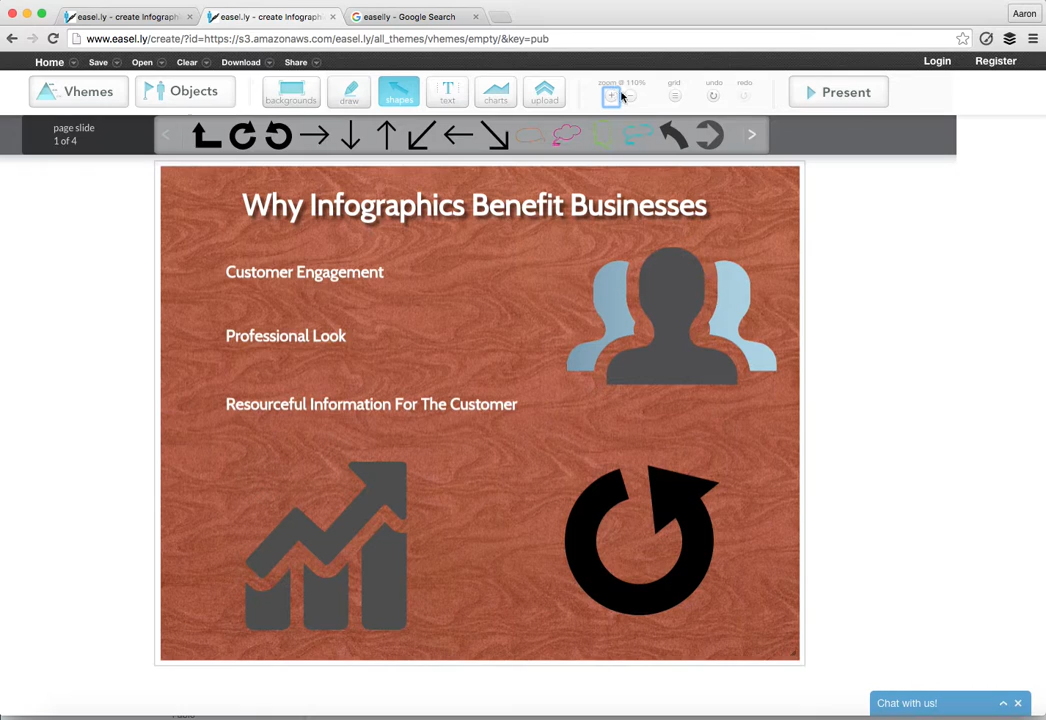 easel.ly - create Infograph
easel.ly - create Infographi
easelly - Google Search
Aaron
www.easel.ly/create/?id=https://s3.amazonaws.com/easel.ly/all_themes/vhemes/empty/&key=pub
Home Save Open Clear Download Share Login Register
Vhemes
Objects
backgrounds
draw
shapes
text
charts
upload
zoom @ 110%
grid
undo
redo
Present
page slide
1 of 4
Why Infographics Benefit Businesses
Customer Engagement
Professional Look
Resourceful Information For The Customer
Chat with us!